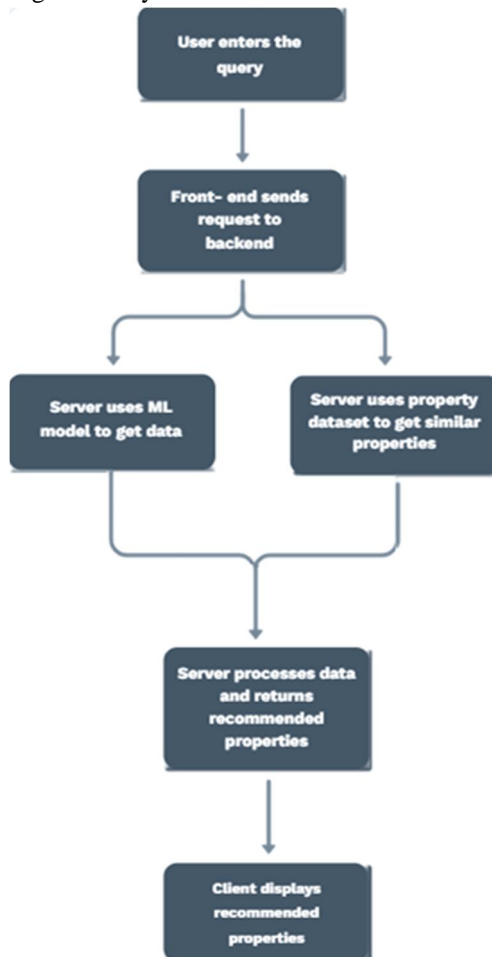 User enters the
query
Front- end sends
request to
backend
Server uses ML
model to get data
Server uses property
dataset to get similar
properties
Server processes data
and returns
recommended
properties
Client displays
recommended
properties